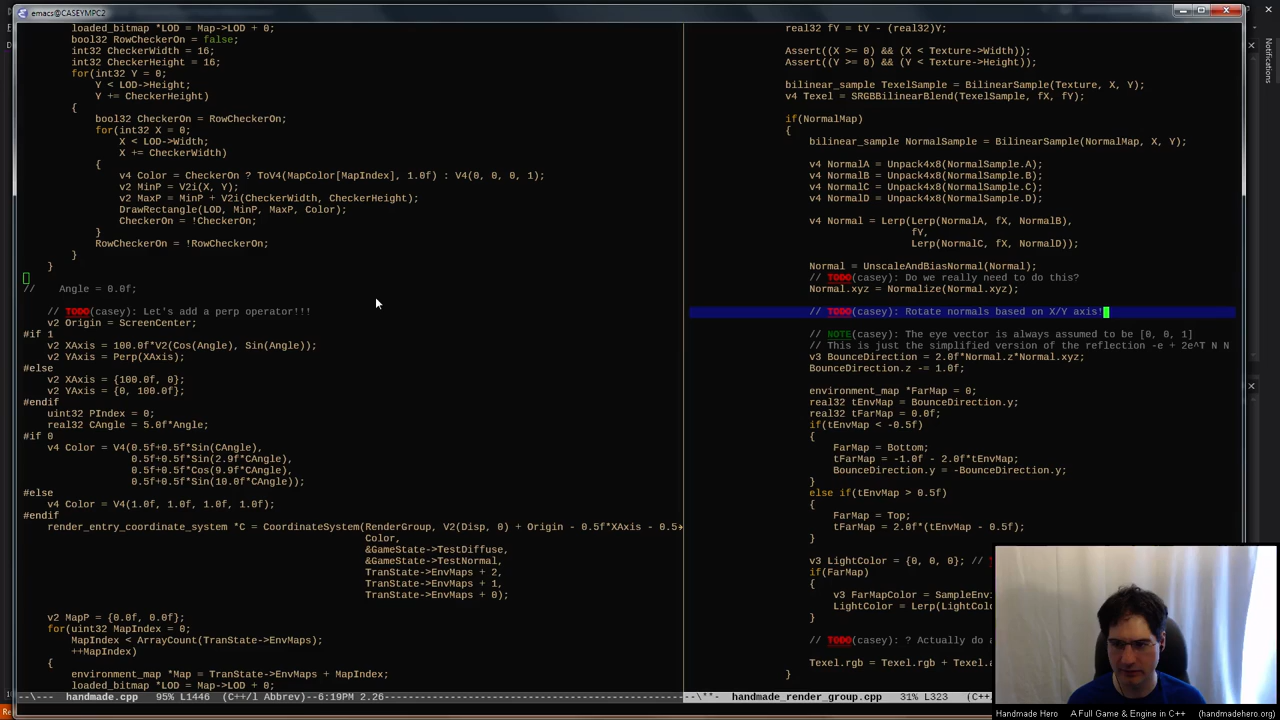 emacs@CASEYMPC2
loaded_bitmap *LOD = Map->LOD + 0;
bool32 RowCheckerOn = false;
int32 CheckerWidth = 16;
int32 CheckerHeight = 16;
for(int32 Y = 0;
Y < LOD->Height;
Y += CheckerHeight)
{
bool32 CheckerOn = RowCheckerOn;
for(int32 X = 0;
X < LOD->Width;
X += CheckerWidth)
{
v4 Color = CheckerOn ? ToV4(MapColor[MapIndex], 1.0f) : V4(0, 0, 0, 1);
v2 MinP = V2i(X, Y);
v2 MaxP = MinP + V2i(CheckerWidth, CheckerHeight);
DrawRectangle(LOD, MinP, MaxP, Color);
CheckerOn = !CheckerOn;
}
RowCheckerOn = !RowCheckerOn;
}
}
// Angle = 0.0f;
// TODO(casey): Let's add a perp operator!!!
v2 Origin = ScreenCenter;
#if 1
v2 XAxis = 100.0f*V2(Cos(Angle), Sin(Angle));
v2 YAxis = Perp(XAxis);
#else
v2 XAxis = {100.0f, 0};
v2 YAxis = {0, 100.0f};
#endif
uint32 PIndex = 0;
real32 CAngle = 5.0f*Angle;
#if 0
v4 Color = V4(0.5f+0.5f*Sin(CAngle),
0.5f+0.5f*Sin(2.9f*CAngle),
0.5f+0.5f*Cos(9.9f*CAngle),
0.5f+0.5f*Sin(10.0f*CAngle));
#else
v4 Color = V4(1.0f, 1.0f, 1.0f, 1.0f);
#endif
render_entry_coordinate_system *C = CoordinateSystem(RenderGroup, V2(Disp, 0) + Origin - 0.5f*XAxis - 0.5
Color,
&GameState->TestDiffuse,
&GameState->TestNormal,
TranState->EnvMaps + 2,
TranState->EnvMaps + 1,
TranState->EnvMaps + 0);
v2 MapP = {0.0f, 0.0f};
for(uint32 MapIndex = 0;
MapIndex < ArrayCount(TranState->EnvMaps);
++MapIndex)
{
environment_map *Map = TranState->EnvMaps + MapIndex;
loaded_bitmap *LOD = Map->LOD + 0;
--\--- handmade.cpp 95% L1446 (C++/l Abbrev)--6:19PM 2.26
real32 fY = tY - (real32)Y;
Assert((X >= 0) && (X < Texture->Width));
Assert((Y >= 0) && (Y < Texture->Height));
bilinear_sample TexelSample = BilinearSample(Texture, X, Y);
v4 Texel = SRGBBilinearBlend(TexelSample, fX, fY);
if(NormalMap)
{
bilinear_sample NormalSample = BilinearSample(NormalMap, X, Y);
v4 NormalA = Unpack4x8(NormalSample.A);
v4 NormalB = Unpack4x8(NormalSample.B);
v4 NormalC = Unpack4x8(NormalSample.C);
v4 NormalD = Unpack4x8(NormalSample.D);
v4 Normal = Lerp(Lerp(NormalA, fX, NormalB),
fY,
Lerp(NormalC, fX, NormalD));
Normal = UnscaleAndBiasNormal(Normal);
// TODO(casey): Do we really need to do this?
Normal.xyz = Normalize(Normal.xyz);
// TODO(casey): Rotate normals based on X/Y axis!
// NOTE(casey): The eye vector is always assumed to be [0, 0, 1]
// This is just the simplified version of the reflection -e + 2e^T N N
v3 BounceDirection = 2.0f*Normal.z*Normal.xyz;
BounceDirection.z -= 1.0f;
environment_map *FarMap = 0;
real32 tEnvMap = BounceDirection.y;
real32 tFarMap = 0.0f;
if(tEnvMap < -0.5f)
{
FarMap = Bottom;
tFarMap = -1.0f - 2.0f*tEnvMap;
BounceDirection.y = -BounceDirection.y;
}
else if(tEnvMap > 0.5f)
{
FarMap = Top;
tFarMap = 2.0f*(tEnvMap - 0.5f);
}
v3 LightColor = {0, 0, 0}; //
if(FarMap)
{
v3 FarMapColor = SampleEnvi
LightColor = Lerp(LightColo
}
// TODO(casey): ? Actually do a
Texel.rgb = Texel.rgb + Texel.a
}
--\**- handmade_render_group.cpp 31% L323 (C+
Notifications
Handmade Hero A Full Game & Engine in C++ (handmadehero.org)